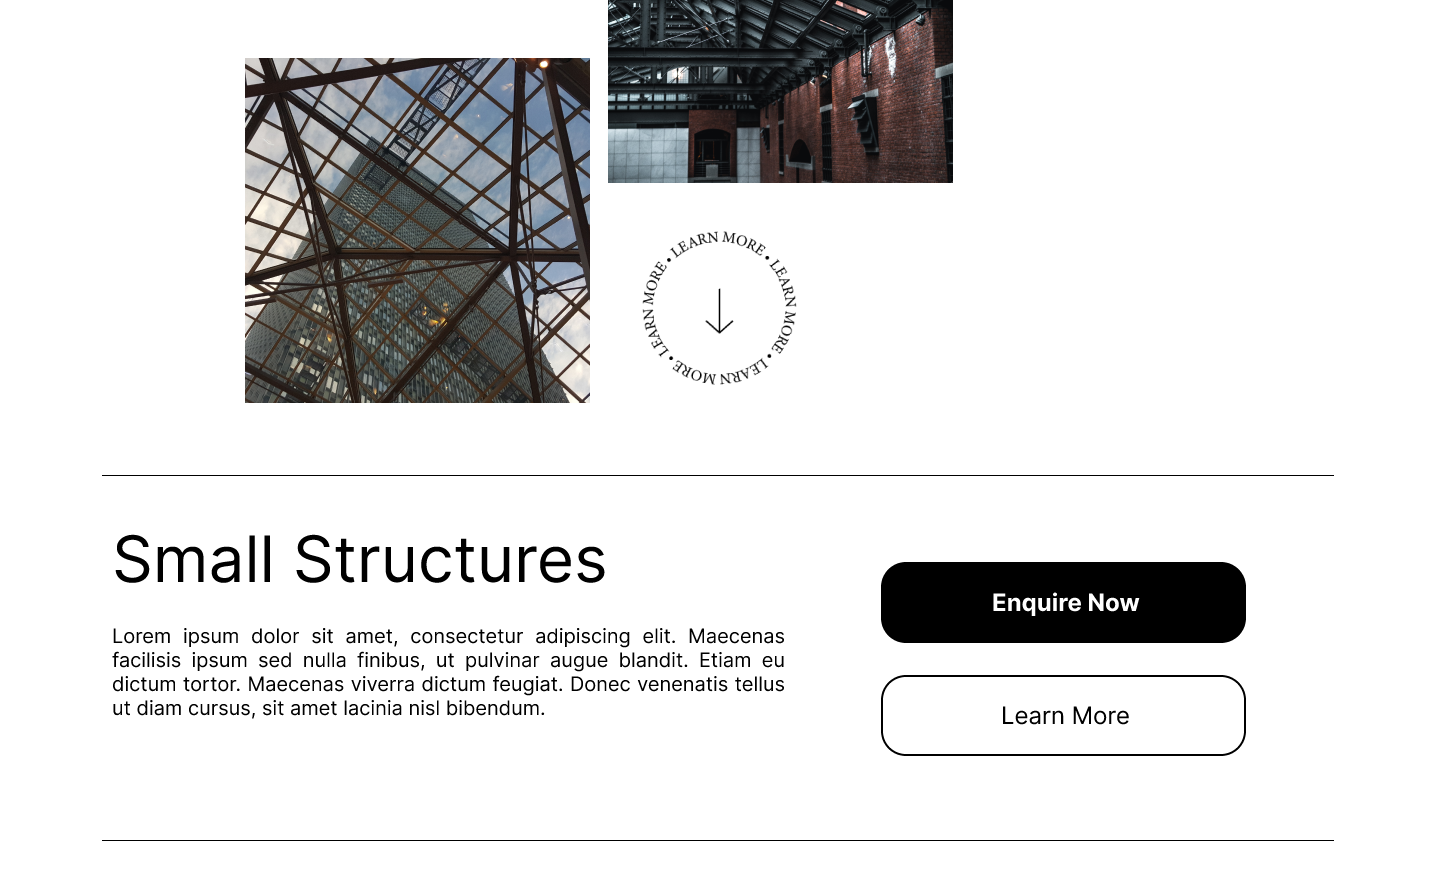 LEARN MORE • LEARN MORE • LEARN MORE • LEARN MORE •
Small Structures
Lorem ipsum dolor sit amet, consectetur adipiscing elit. Maecenas
facilisis ipsum sed nulla finibus, ut pulvinar augue blandit. Etiam eu
dictum tortor. Maecenas viverra dictum feugiat. Donec venenatis tellus
ut diam cursus, sit amet lacinia nisl bibendum.
Enquire Now
Learn More